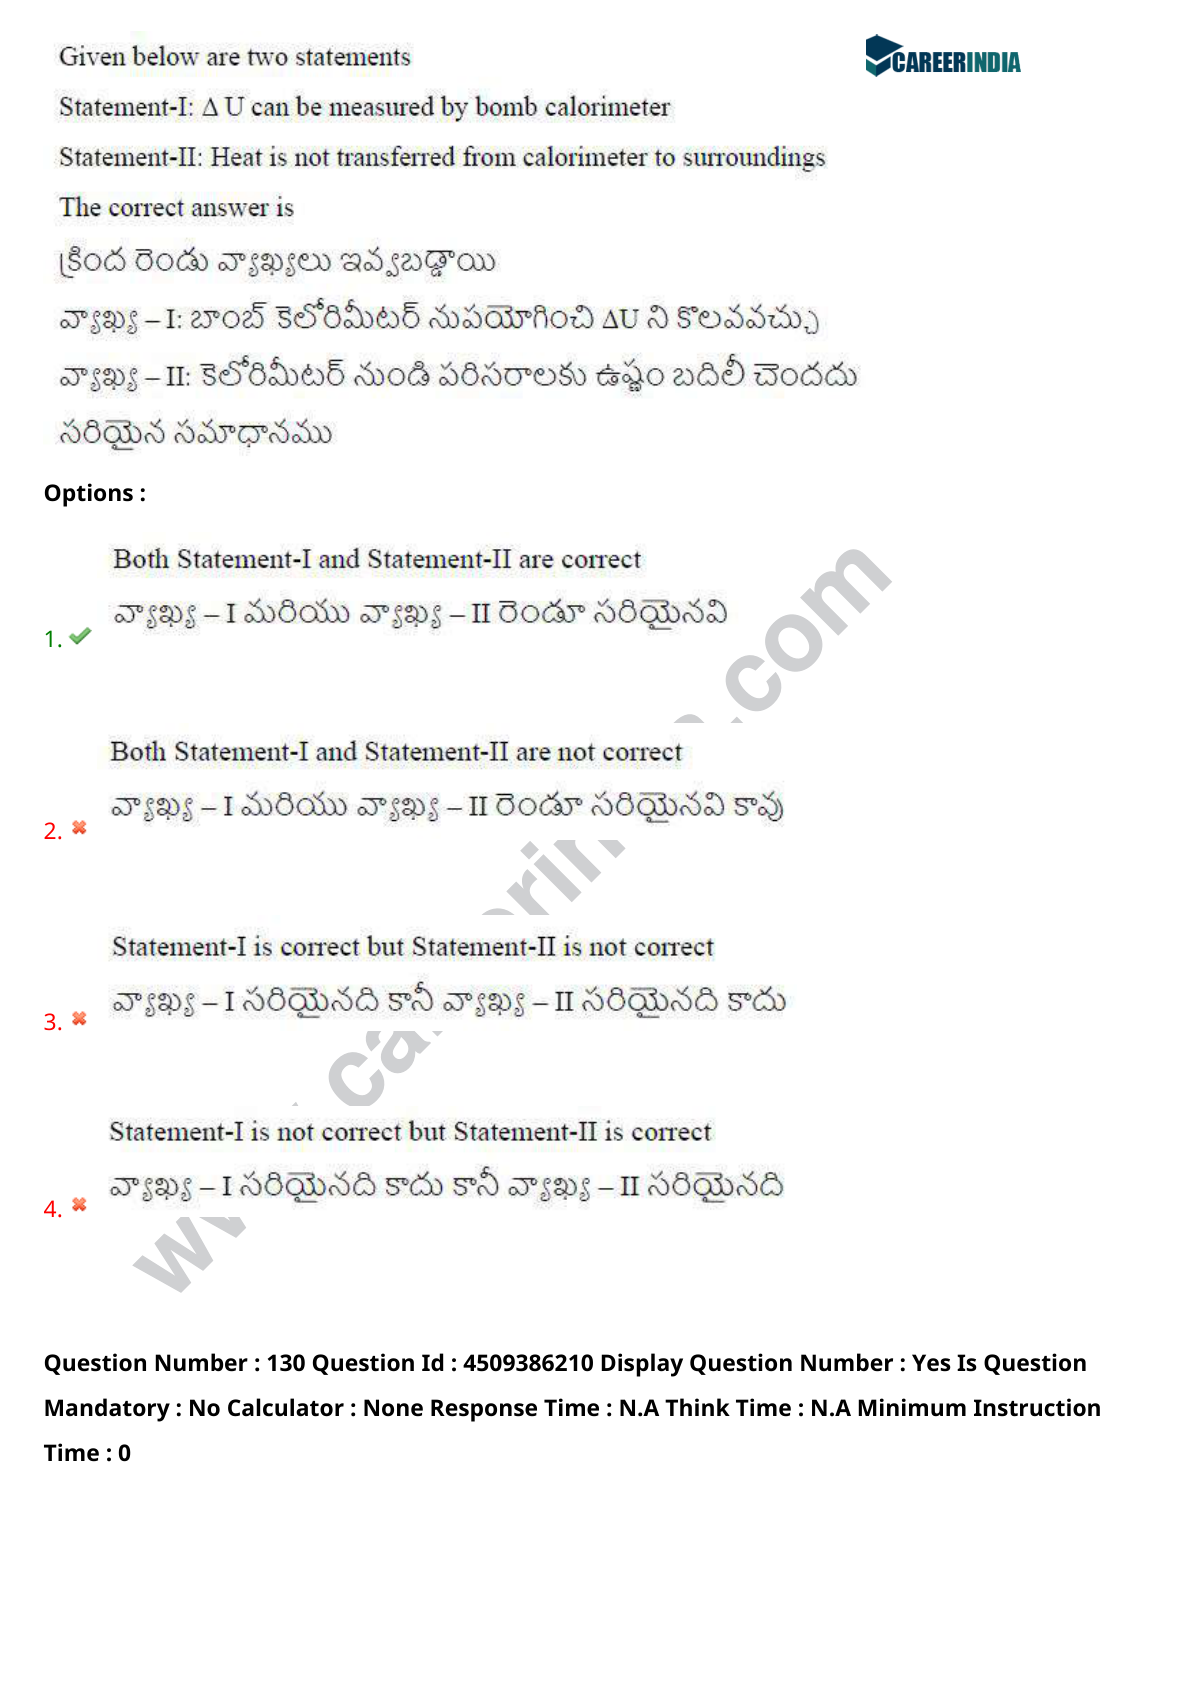 CAREERINDIA
Given below are two statements
Statement-I: Δ U can be measured by bomb calorimeter
Statement-II: Heat is not transferred from calorimeter to surroundings
The correct answer is
క్రింద రెండు వ్యాఖ్యలు ఇవ్వబడ్డాయి
వ్యాఖ్య – I: బాంబ్ కెలోరిమీటర్ నుపయోగించి ΔU ని కొలవవచ్చు
వ్యాఖ్య – II: కెలోరిమీటర్ నుండి పరిసరాలకు ఉష్ణం బదిలీ చెందదు
సరియైన సమాధానము
Options :
Both Statement-I and Statement-II are correct
వ్యాఖ్య – I మరియు వ్యాఖ్య – II రెండూ సరియైనవి
1.
Both Statement-I and Statement-II are not correct
వ్యాఖ్య – I మరియు వ్యాఖ్య – II రెండూ సరియైనవి కావు
2.
Statement-I is correct but Statement-II is not correct
వ్యాఖ్య – I సరియైనది కానీ వ్యాఖ్య – II సరియైనది కాదు
3.
Statement-I is not correct but Statement-II is correct
వ్యాఖ్య – I సరియైనది కాదు కానీ వ్యాఖ్య – II సరియైనది
4.
Question Number : 130 Question Id : 4509386210 Display Question Number : Yes Is Question
Mandatory : No Calculator : None Response Time : N.A Think Time : N.A Minimum Instruction
Time : 0